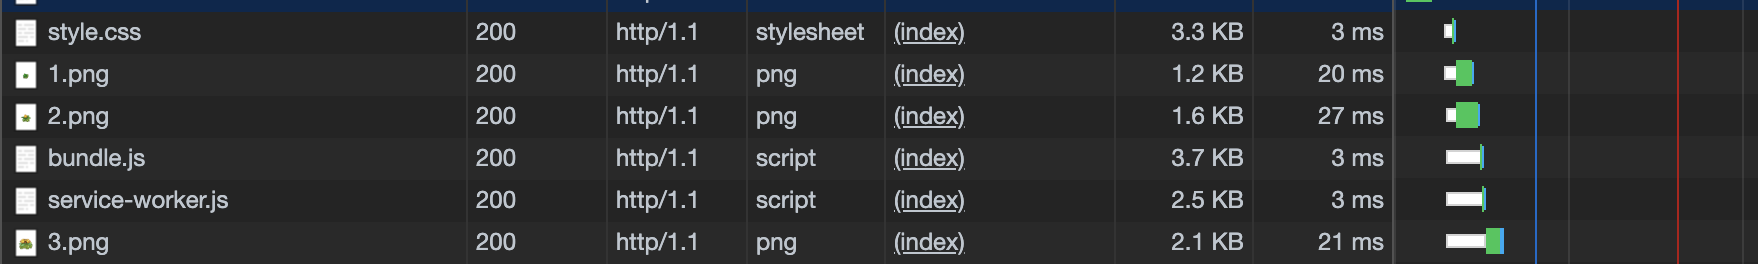 style.css 200 http/1.1 stylesheet (index) 3.3 KB 3 ms
1.png 200 http/1.1 png (index) 1.2 KB 20 ms
2.png 200 http/1.1 png (index) 1.6 KB 27 ms
bundle.js 200 http/1.1 script (index) 3.7 KB 3 ms
service-worker.js 200 http/1.1 script (index) 2.5 KB 3 ms
3.png 200 http/1.1 png (index) 2.1 KB 21 ms